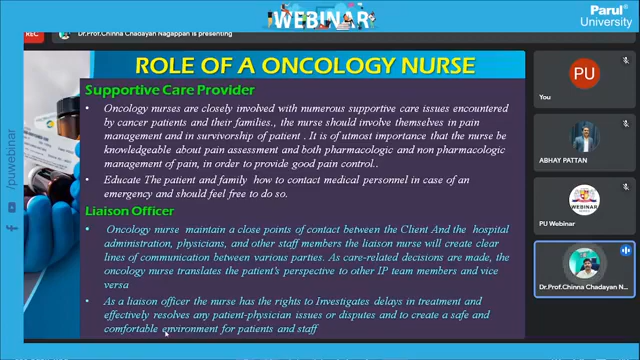 WEBINAR
Parul®
University
REC
Dr.Prof.Chinna Chadayan Nagappan is presenting
ROLE OF A ONCOLOGY NURSE
Supportive Care Provider
• Oncology nurses are closely involved with numerous supportive care issues encountered
by cancer patients and their families., the nurse should involve themselves in pain
management and in survivorship of patient . It is of utmost importance that the nurse be
knowledgeable about pain assessment and both pharmacologic and non pharmacologic
management of pain, in order to provide good pain control..
• Educate The patient and family how to contact medical personnel in case of an
emergency and should feel free to do so.
Liaison Officer
• Oncology Nurse maintain a close points of contact between the Client And the hospital
administration, physicians, and other staff members the liaison nurse will create clear
lines of communication between various parties. As care-related decisions are made, the
oncology nurse translates the patient's perspective to other IP team members and vice
versa
• As a liaison officer the nurse has the rights to Investigates delays in treatment and
effectively resolves any patient-physician issues or disputes and to create a safe and
comfortable environment for patients and staff
/puwebinar
PU
You
ABHAY PATTAN
WEBINAR
PU Webinar
Dr.Prof.Chinna Chadayan N